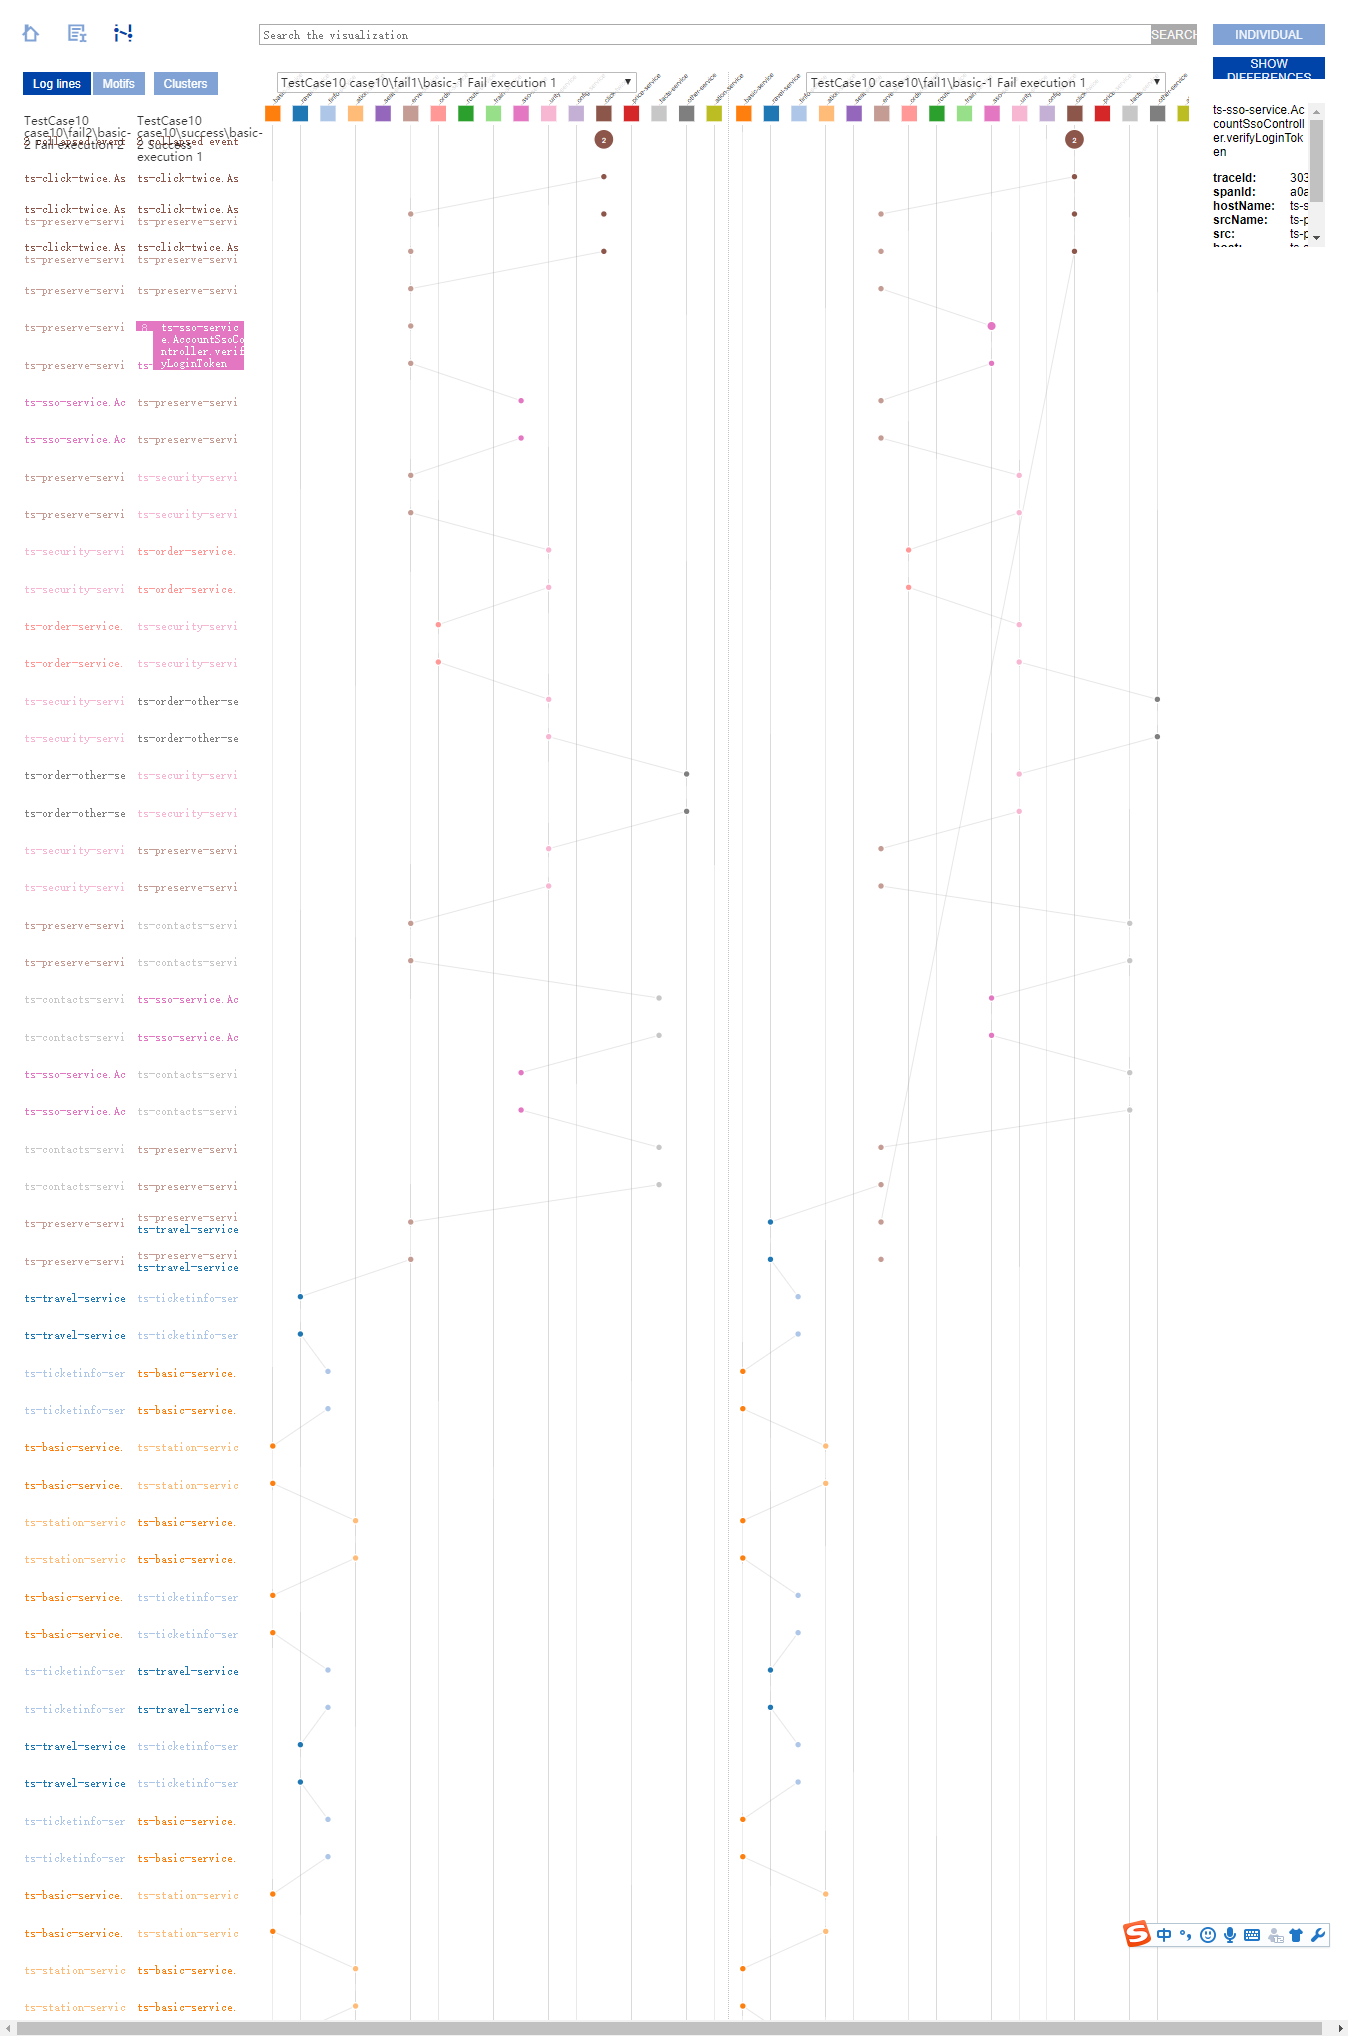 Search the visualization
SEARCH
INDIVIDUAL
SHOW DIFFERENCES
Log lines
Motifs
Clusters
TestCase10 case10\fail1\basic-1 Fail execution 1
TestCase10 case10\fail1\basic-1 Fail execution 1
TestCase10
case10\fail2\basic-
2 Fail execution 2
TestCase10
case10\success\basic-
2 Success
execution 1
2
2
ts-sso-service.Ac
countSsoControll
er.verifyLoginTok
en
traceId: 303
spanId: a0a
hostName: ts-s
srcName: ts-p
src: ts-p
ts-click-twice.As ts-click-twice.As
ts-click-twice.As ts-click-twice.As
ts-preserve-servi ts-preserve-servi
ts-click-twice.As ts-click-twice.As
ts-preserve-servi ts-preserve-servi
ts-preserve-servi ts-preserve-servi
ts-preserve-servi 8 ts-sso-servic
e.AccountSsoCo
ntroller.verif
yLoginToken
ts-preserve-servi ts-
ts-sso-service.Ac ts-preserve-servi
ts-sso-service.Ac ts-preserve-servi
ts-preserve-servi ts-security-servi
ts-preserve-servi ts-security-servi
ts-security-servi ts-order-service.
ts-security-servi ts-order-service.
ts-order-service. ts-security-servi
ts-order-service. ts-security-servi
ts-security-servi ts-order-other-se
ts-security-servi ts-order-other-se
ts-order-other-se ts-security-servi
ts-order-other-se ts-security-servi
ts-security-servi ts-preserve-servi
ts-security-servi ts-preserve-servi
ts-preserve-servi ts-contacts-servi
ts-preserve-servi ts-contacts-servi
ts-contacts-servi ts-sso-service.Ac
ts-contacts-servi ts-sso-service.Ac
ts-sso-service.Ac ts-contacts-servi
ts-sso-service.Ac ts-contacts-servi
ts-contacts-servi ts-preserve-servi
ts-contacts-servi ts-preserve-servi
ts-preserve-servi ts-preserve-servi
ts-travel-service
ts-preserve-servi ts-preserve-servi
ts-travel-service
ts-travel-service ts-ticketinfo-ser
ts-travel-service ts-ticketinfo-ser
ts-ticketinfo-ser ts-basic-service.
ts-ticketinfo-ser ts-basic-service.
ts-basic-service. ts-station-servic
ts-basic-service. ts-station-servic
ts-station-servic ts-basic-service.
ts-station-servic ts-basic-service.
ts-basic-service. ts-ticketinfo-ser
ts-basic-service. ts-ticketinfo-ser
ts-ticketinfo-ser ts-travel-service
ts-ticketinfo-ser ts-travel-service
ts-travel-service ts-ticketinfo-ser
ts-travel-service ts-ticketinfo-ser
ts-ticketinfo-ser ts-basic-service.
ts-ticketinfo-ser ts-basic-service.
ts-basic-service. ts-station-servic
ts-basic-service. ts-station-servic
中
ts-station-servic ts-basic-service.
ts-station-servic ts-basic-service.